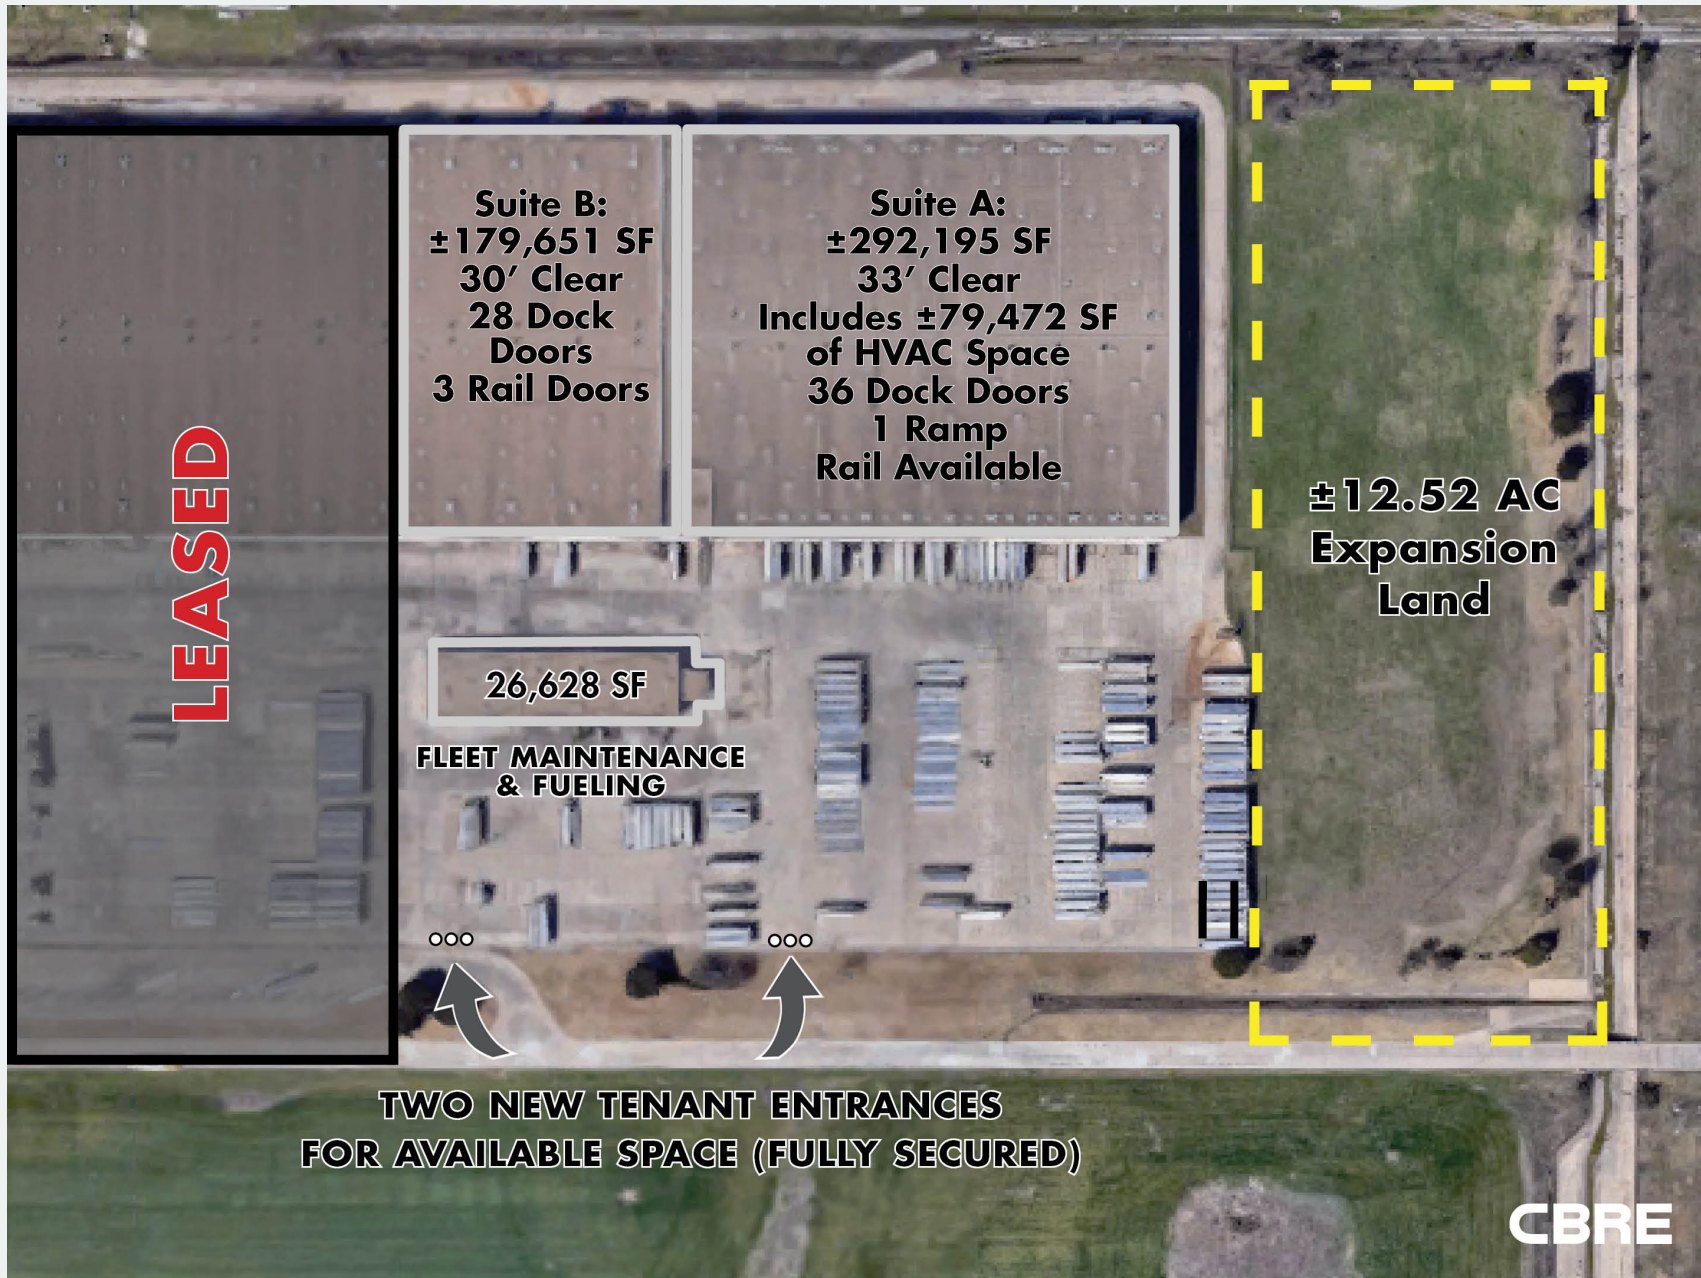 Suite B:
±179,651 SF
30’ Clear
28 Dock
Doors
3 Rail Doors
Suite A:
±292,195 SF
33’ Clear
Includes ±79,472 SF
of HVAC Space
36 Dock Doors
1 Ramp
Rail Available
LEASED
±12.52 AC
Expansion
Land
26,628 SF
FLEET MAINTENANCE
& FUELING
TWO NEW TENANT ENTRANCES
FOR AVAILABLE SPACE (FULLY SECURED)
CBRE